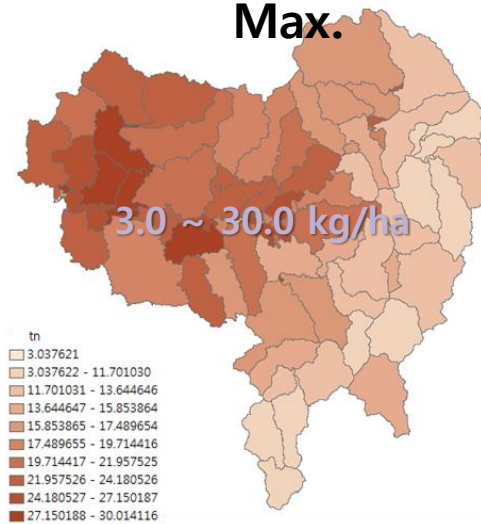 Max.
3.0 ~ 30.0 kg/ha
tn
3.037621
3.037622 - 11.701030
11.701031 - 13.644646
13.644647 - 15.853864
15.853865 - 17.489654
17.489655 - 19.714416
19.714417 - 21.957525
21.957526 - 24.180526
24.180527 - 27.150187
27.150188 - 30.014116